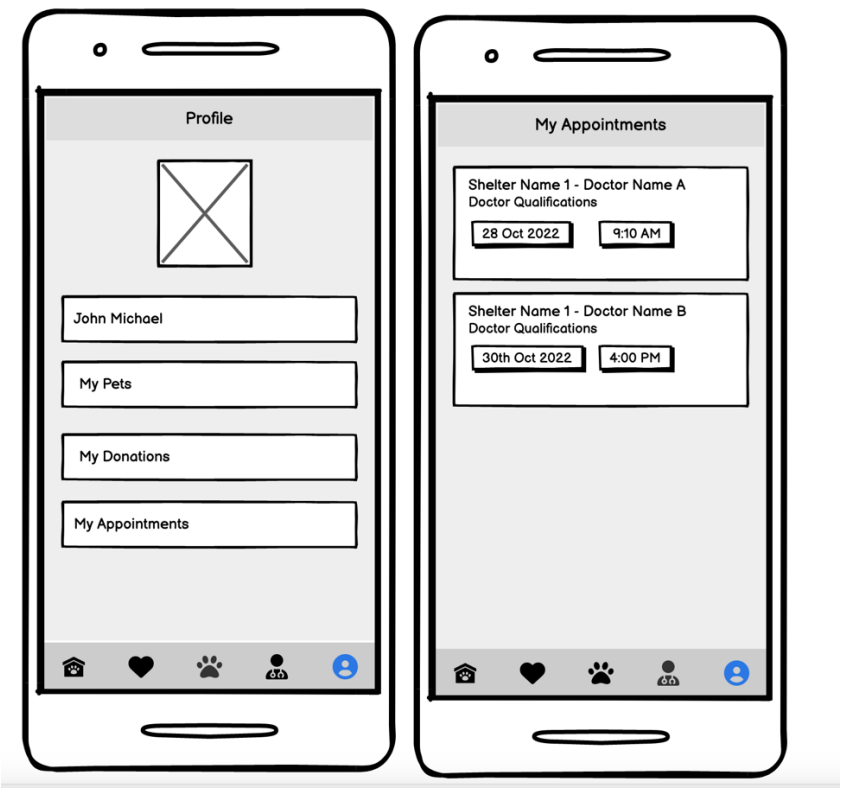 Profile
John Michael
My Pets
My Donations
My Appointments
My Appointments
Shelter Name 1 - Doctor Name A
Doctor Qualifications
28 Oct 2022 9:10 AM
Shelter Name 1 - Doctor Name B
Doctor Qualifications
30th Oct 2022 4:00 PM